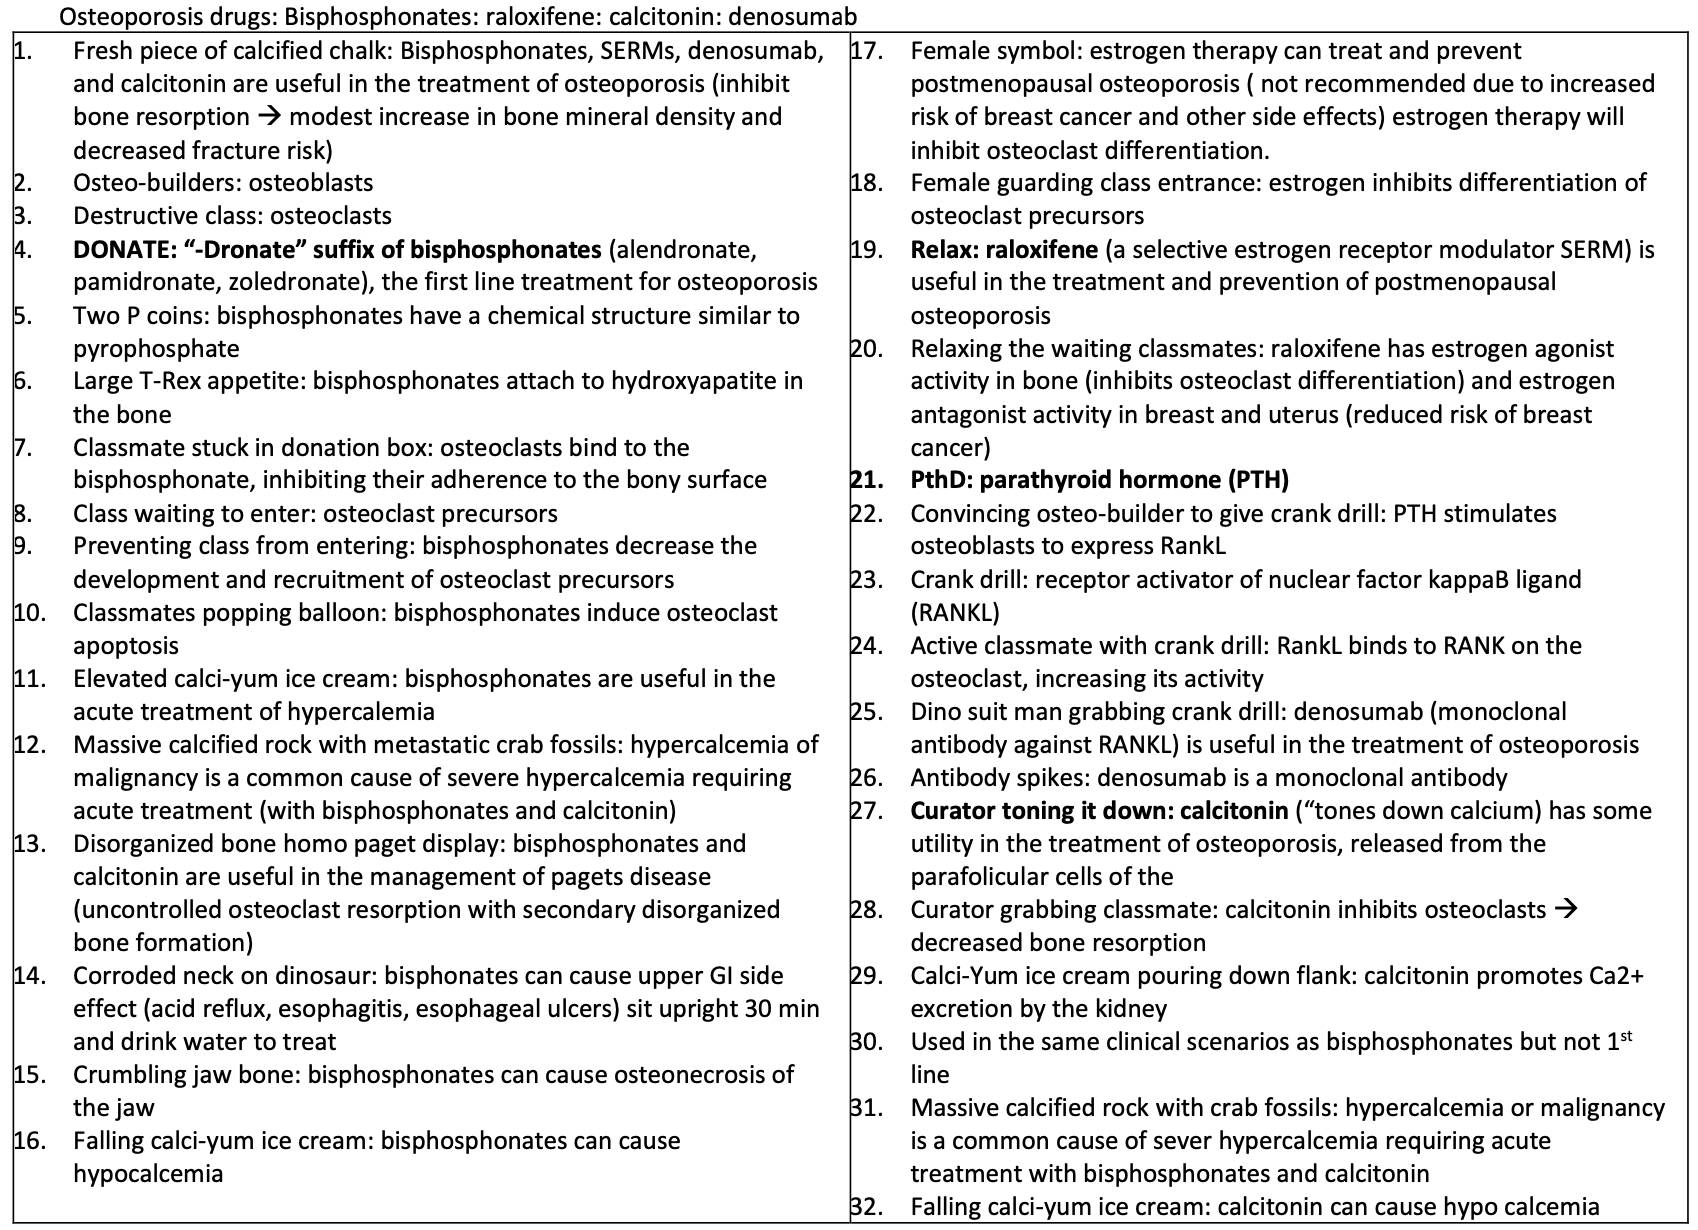 Osteoporosis drugs: Bisphosphonates: raloxifene: calcitonin: denosumab
1. Fresh piece of calcified chalk: Bisphosphonates, SERMs, denosumab,
and calcitonin are useful in the treatment of osteoporosis (inhibit
bone resorption → modest increase in bone mineral density and
decreased fracture risk)
2. Osteo-builders: osteoblasts
3. Destructive class: osteoclasts
4. DONATE: “-Dronate” suffix of bisphosphonates (alendronate,
pamidronate, zoledronate), the first line treatment for osteoporosis
5. Two P coins: bisphosphonates have a chemical structure similar to
pyrophosphate
6. Large T-Rex appetite: bisphosphonates attach to hydroxyapatite in
the bone
7. Classmate stuck in donation box: osteoclasts bind to the
bisphosphonate, inhibiting their adherence to the bony surface
8. Class waiting to enter: osteoclast precursors
9. Preventing class from entering: bisphosphonates decrease the
development and recruitment of osteoclast precursors
10. Classmates popping balloon: bisphosphonates induce osteoclast
apoptosis
11. Elevated calci-yum ice cream: bisphosphonates are useful in the
acute treatment of hypercalemia
12. Massive calcified rock with metastatic crab fossils: hypercalcemia of
malignancy is a common cause of severe hypercalcemia requiring
acute treatment (with bisphosphonates and calcitonin)
13. Disorganized bone homo paget display: bisphosphonates and
calcitonin are useful in the management of pagets disease
(uncontrolled osteoclast resorption with secondary disorganized
bone formation)
14. Corroded neck on dinosaur: bisphonates can cause upper GI side
effect (acid reflux, esophagitis, esophageal ulcers) sit upright 30 min
and drink water to treat
15. Crumbling jaw bone: bisphosphonates can cause osteonecrosis of
the jaw
16. Falling calci-yum ice cream: bisphosphonates can cause
hypocalcemia
17. Female symbol: estrogen therapy can treat and prevent
postmenopausal osteoporosis ( not recommended due to increased
risk of breast cancer and other side effects) estrogen therapy will
inhibit osteoclast differentiation.
18. Female guarding class entrance: estrogen inhibits differentiation of
osteoclast precursors
19. Relax: raloxifene (a selective estrogen receptor modulator SERM) is
useful in the treatment and prevention of postmenopausal
osteoporosis
20. Relaxing the waiting classmates: raloxifene has estrogen agonist
activity in bone (inhibits osteoclast differentiation) and estrogen
antagonist activity in breast and uterus (reduced risk of breast
cancer)
21. PthD: parathyroid hormone (PTH)
22. Convincing osteo-builder to give crank drill: PTH stimulates
osteoblasts to express RankL
23. Crank drill: receptor activator of nuclear factor kappaB ligand
(RANKL)
24. Active classmate with crank drill: RankL binds to RANK on the
osteoclast, increasing its activity
25. Dino suit man grabbing crank drill: denosumab (monoclonal
antibody against RANKL) is useful in the treatment of osteoporosis
26. Antibody spikes: denosumab is a monoclonal antibody
27. Curator toning it down: calcitonin (“tones down calcium) has some
utility in the treatment of osteoporosis, released from the
parafolicular cells of the
28. Curator grabbing classmate: calcitonin inhibits osteoclasts →
decreased bone resorption
29. Calci-Yum ice cream pouring down flank: calcitonin promotes Ca2+
excretion by the kidney
30. Used in the same clinical scenarios as bisphosphonates but not 1st
line
31. Massive calcified rock with crab fossils: hypercalcemia or malignancy
is a common cause of sever hypercalcemia requiring acute
treatment with bisphosphonates and calcitonin
32. Falling calci-yum ice cream: calcitonin can cause hypo calcemia